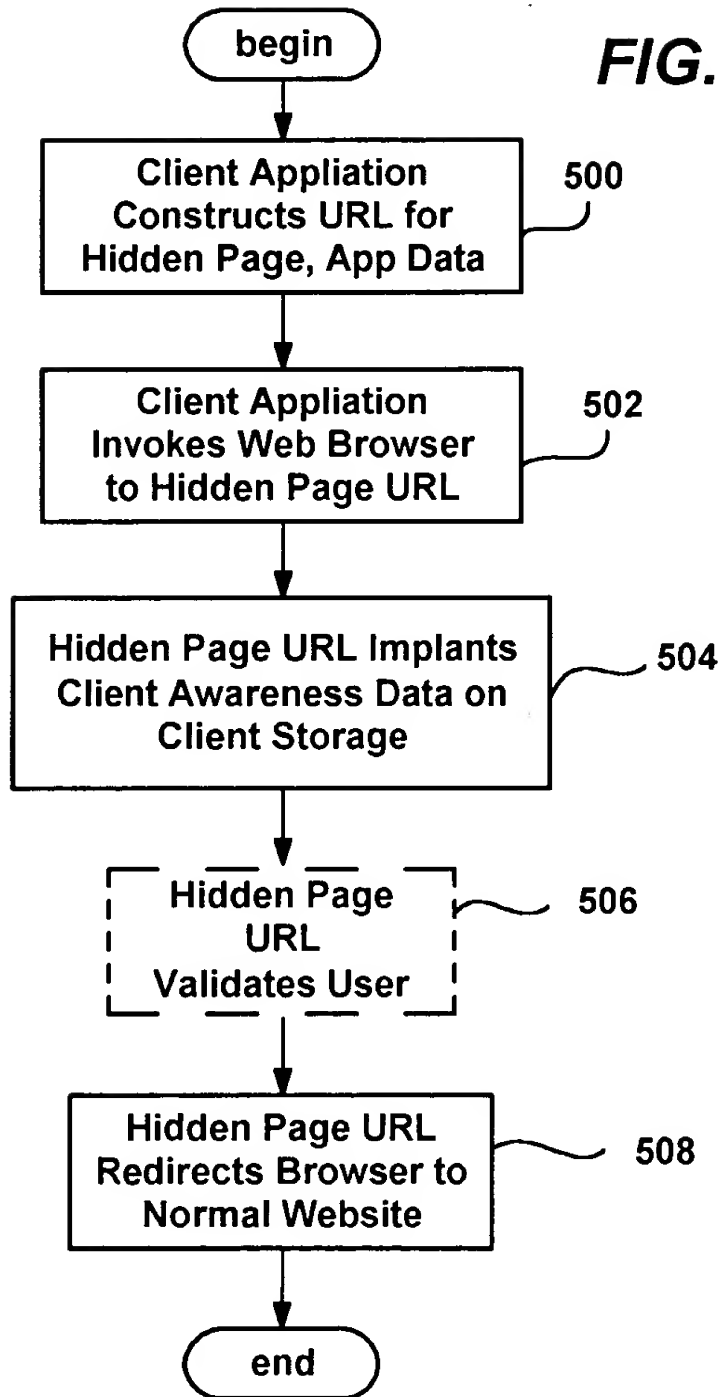 begin
FIG.
Client Appliation
Constructs URL for
Hidden Page, App Data
500
Client Appliation
Invokes Web Browser
to Hidden Page URL
502
Hidden Page URL Implants
Client Awareness Data on
Client Storage
504
Hidden Page
URL
Validates User
506
Hidden Page URL
Redirects Browser to
Normal Website
508
end